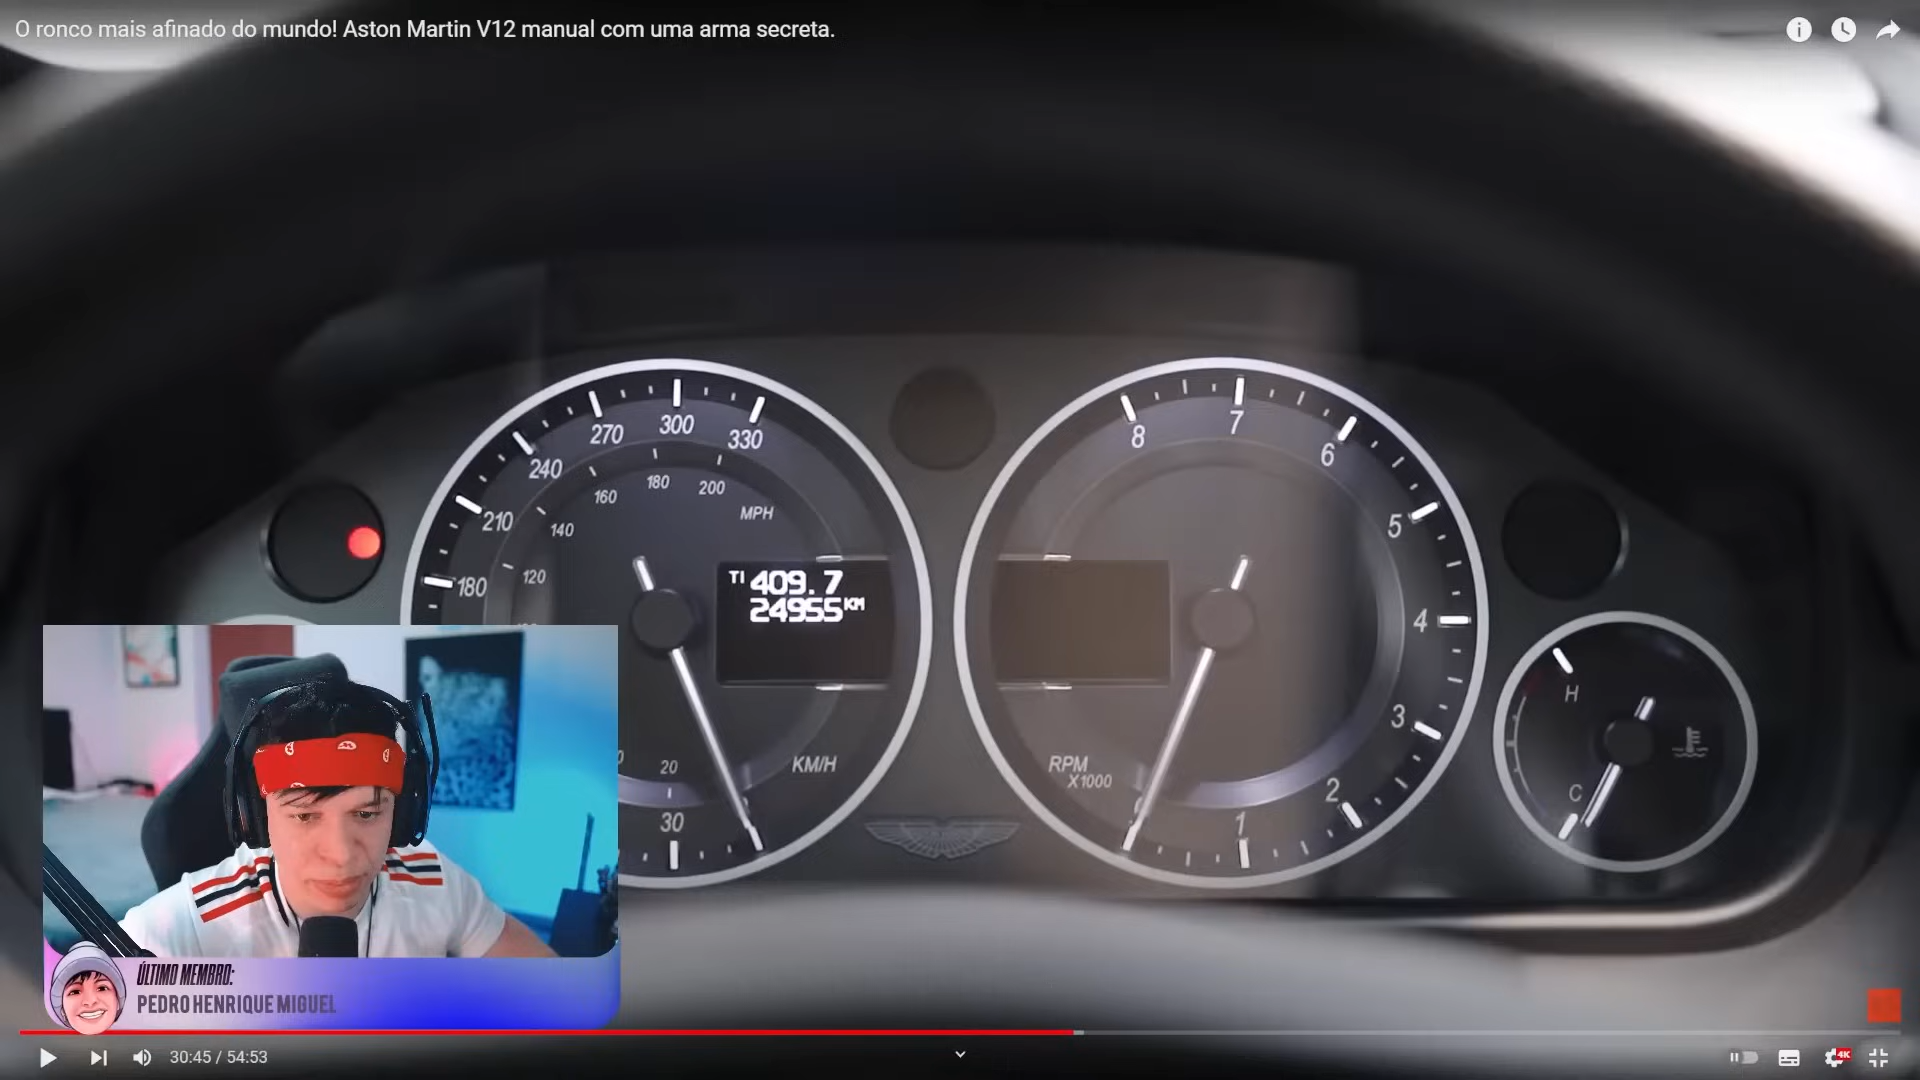 O ronco mais afinado do mundo! Aston Martin V12 manual com uma arma secreta.
270
300
330
240
210
180
160
180
200
140
120
MPH
TI 409.7
24955 KM
20
30
KM/H
8
7
6
5
4
3
2
1
RPM
X1000
H
C
ÚLTIMO MEMBRO:
PEDRO HENRIQUE MIGUEL
30:45 / 54:53
4K